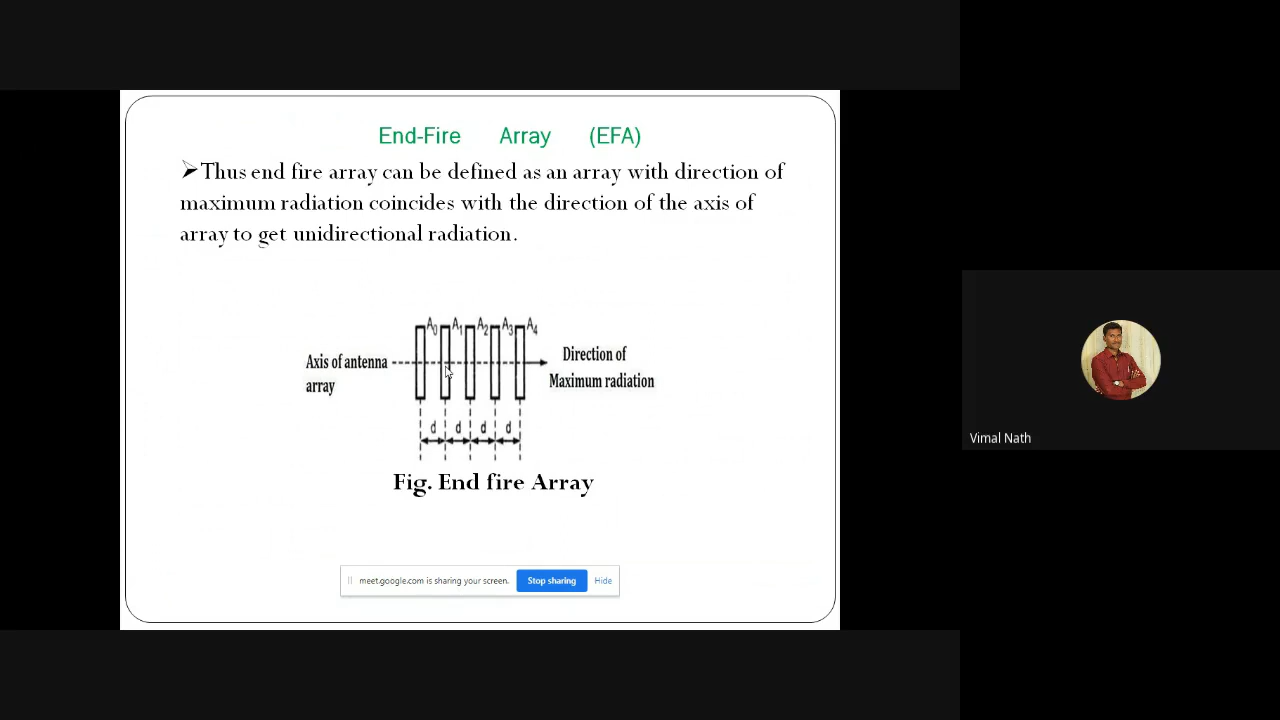 End-Fire Array (EFA)
➢Thus end fire array can be defined as an array with direction of
maximum radiation coincides with the direction of the axis of
array to get unidirectional radiation.
A0 A1 A2 A3 A4
Axis of antenna
array
Direction of
Maximum radiation
d d d d
Fig. End fire Array
meet.google.com is sharing your screen. Stop sharing Hide
Vimal Nath